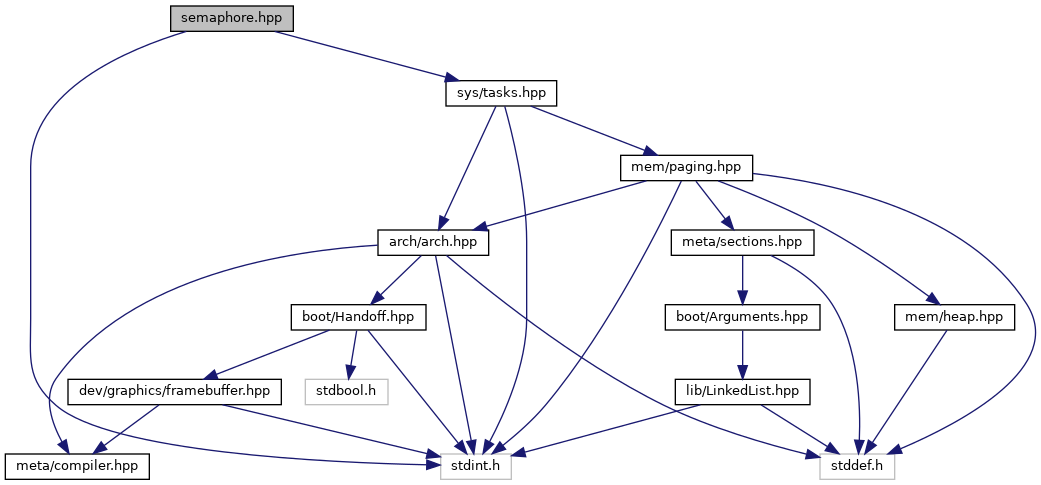 semaphore.hpp
sys/tasks.hpp
mem/paging.hpp
arch/arch.hpp
meta/sections.hpp
boot/Handoff.hpp
boot/Arguments.hpp
mem/heap.hpp
dev/graphics/framebuffer.hpp
stdbool.h
lib/LinkedList.hpp
meta/compiler.hpp
stdint.h
stddef.h